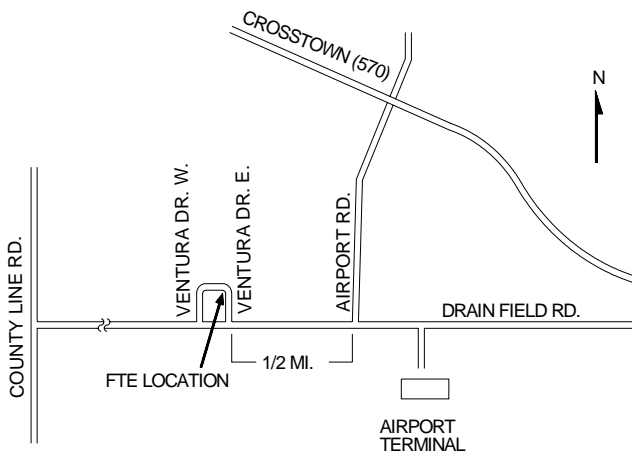 CROSSTOWN (570)
N
COUNTY LINE RD.
VENTURA DR. W.
VENTURA DR. E.
AIRPORT RD.
DRAIN FIELD RD.
1/2 MI.
FTE LOCATION
AIRPORT
TERMINAL